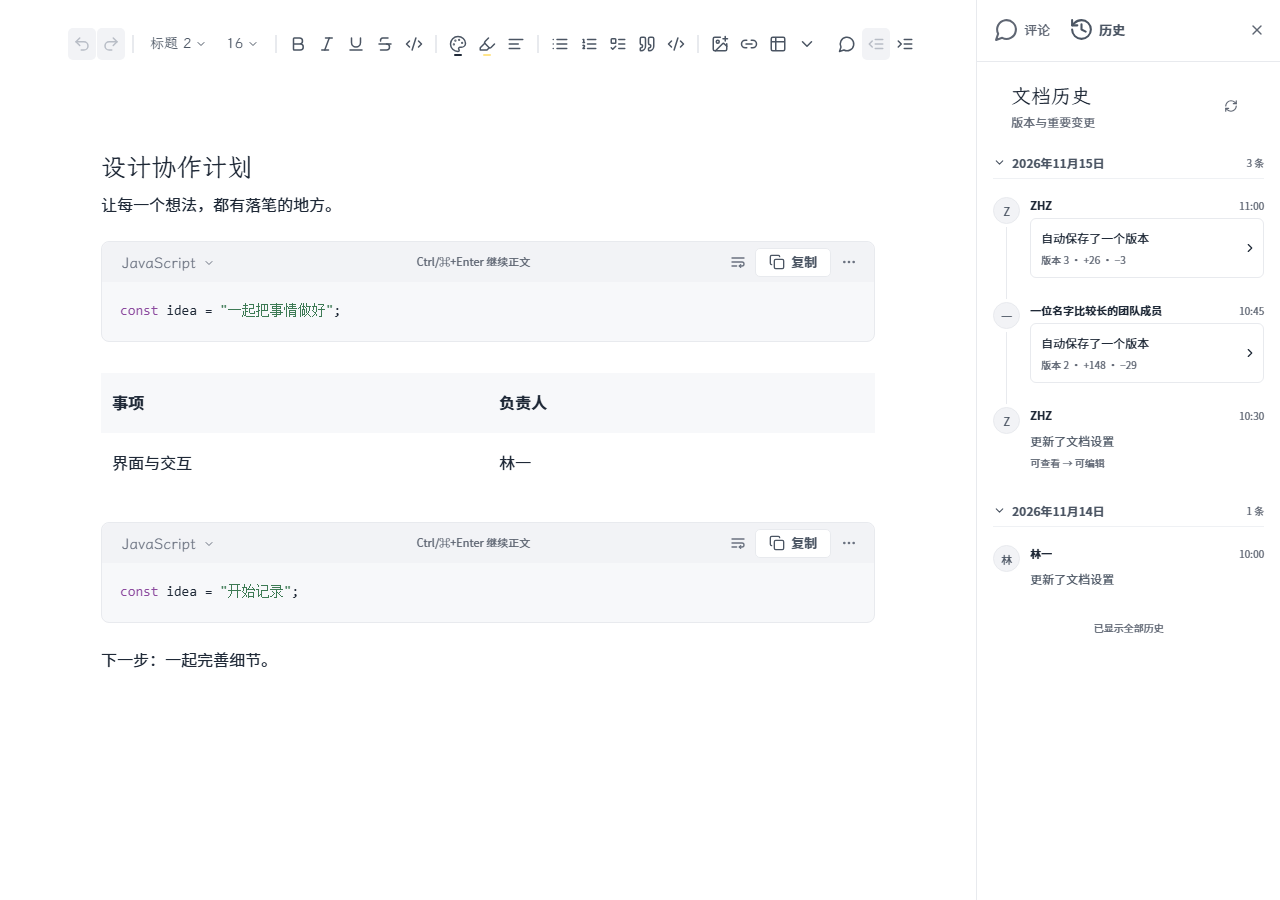 标题 2
16
评论
历史
文档历史
版本与重要变更
设计协作计划
让每一个想法，都有落笔的地方。
JavaScript
Ctrl/⌘+Enter 继续正文
复制
const idea = "一起把事情做好";
事项
负责人
界面与交互
林一
JavaScript
Ctrl/⌘+Enter 继续正文
复制
const idea = "开始记录";
下一步：一起完善细节。
2026年11月15日
3 条
Z
ZHZ
11:00
自动保存了一个版本
版本 3 • +26 • −3
一
一位名字比较长的团队成员
10:45
自动保存了一个版本
版本 2 • +148 • −29
Z
ZHZ
10:30
更新了文档设置
可查看 → 可编辑
2026年11月14日
1 条
林
林一
10:00
更新了文档设置
已显示全部历史